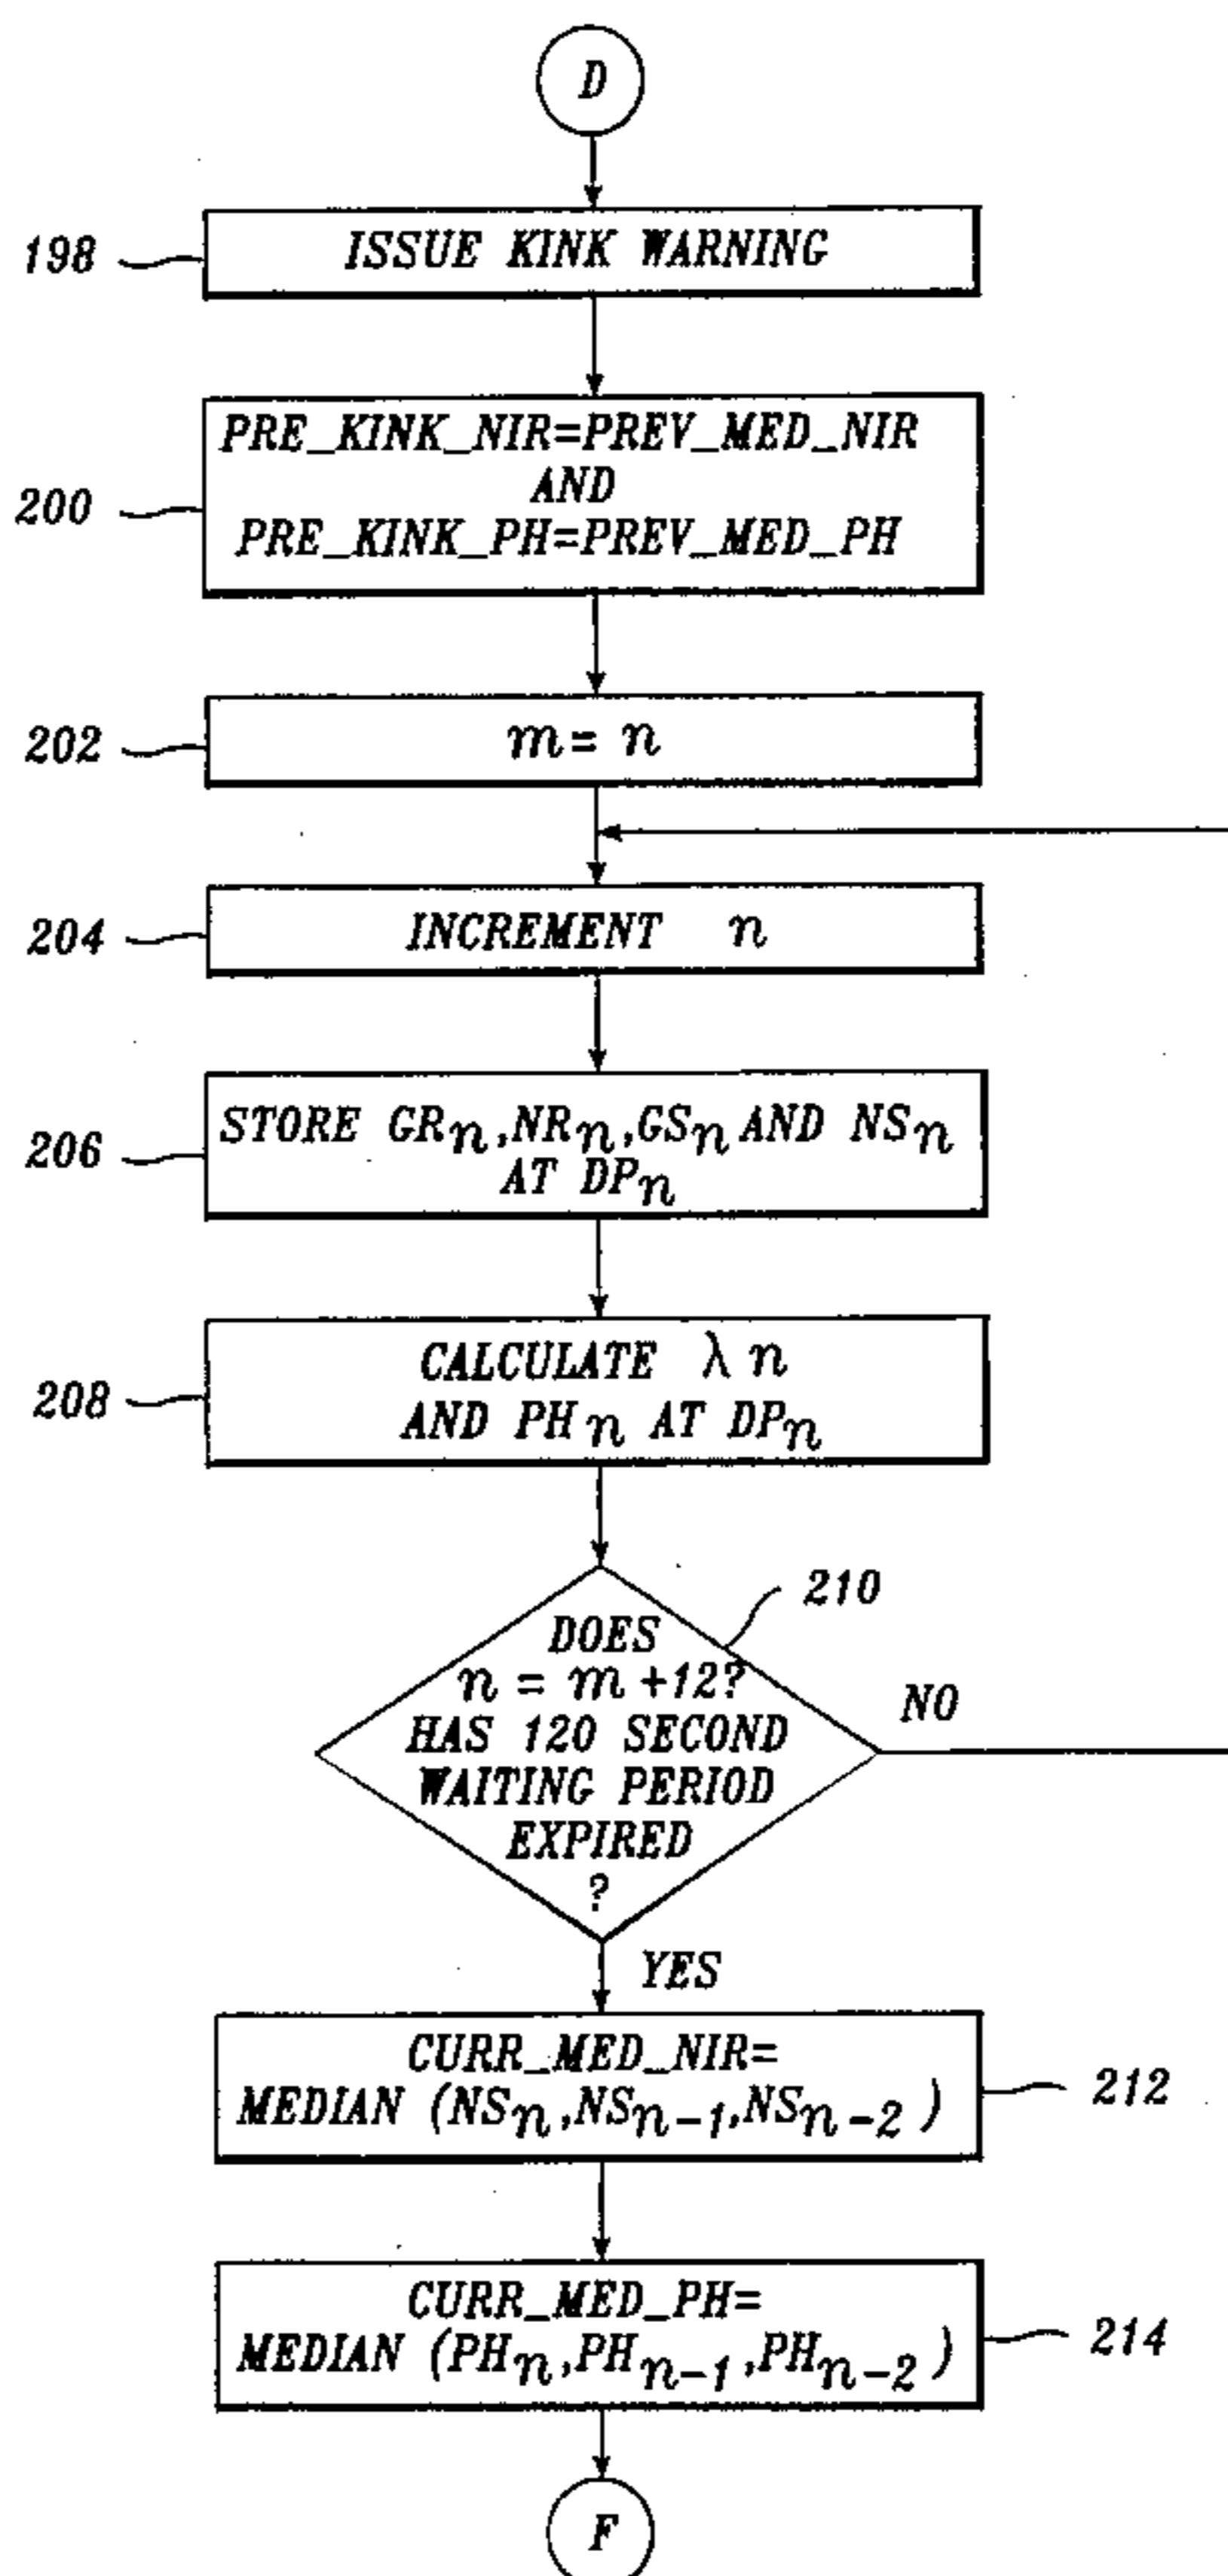 D
198
ISSUE KINK WARNING
200
PRE_KINK_NIR=PREV_MED_NIR
AND
PRE_KINK_PH=PREV_MED_PH
202
m = n
204
INCREMENT n
206
STORE GRn,NRn,GSn AND NSn
AT DPn
208
CALCULATE λ n
AND PHn AT DPn
210
DOES
n = m +12?
HAS 120 SECOND
WAITING PERIOD
EXPIRED
?
NO
YES
CURR_MED_NIR=
MEDIAN (NSn,NSn-1,NSn-2)
212
CURR_MED_PH=
MEDIAN (PHn,PHn-1,PHn-2)
214
F